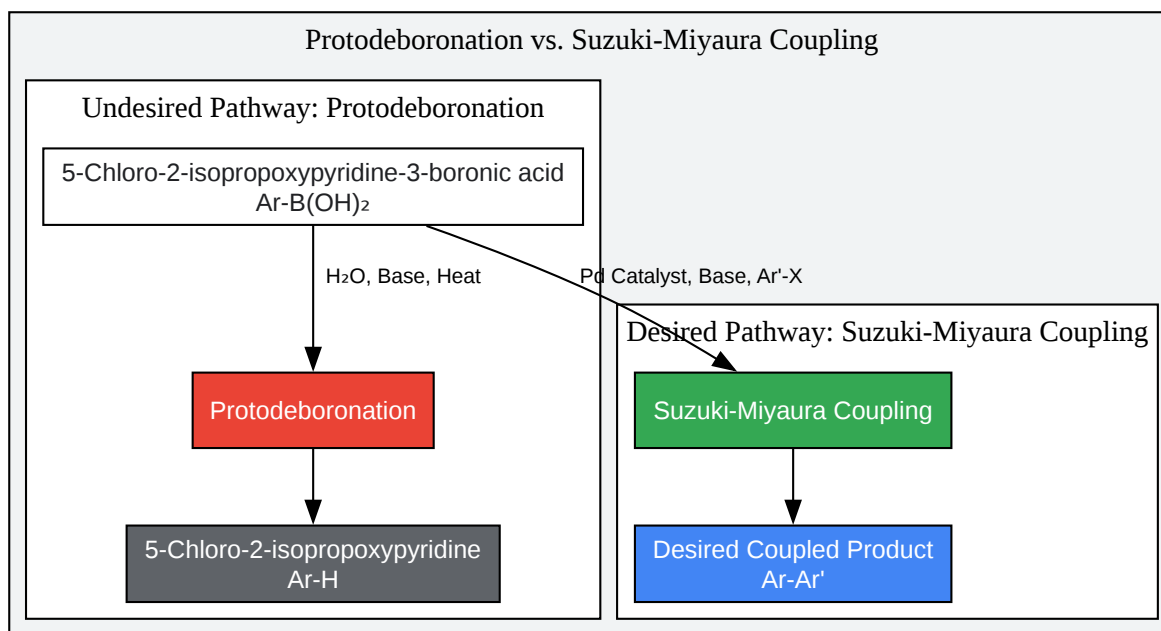 Protodeboronation vs. Suzuki-Miyaura Coupling
Undesired Pathway: Protodeboronation
5-Chloro-2-isopropoxypyridine-3-boronic acid
Ar-B(OH)₂
H₂O, Base, Heat
Pd Catalyst, Base, Ar'-X
Desired Pathway: Suzuki-Miyaura Coupling
Protodeboronation
Suzuki-Miyaura Coupling
5-Chloro-2-isopropoxypyridine
Ar-H
Desired Coupled Product
Ar-Ar'